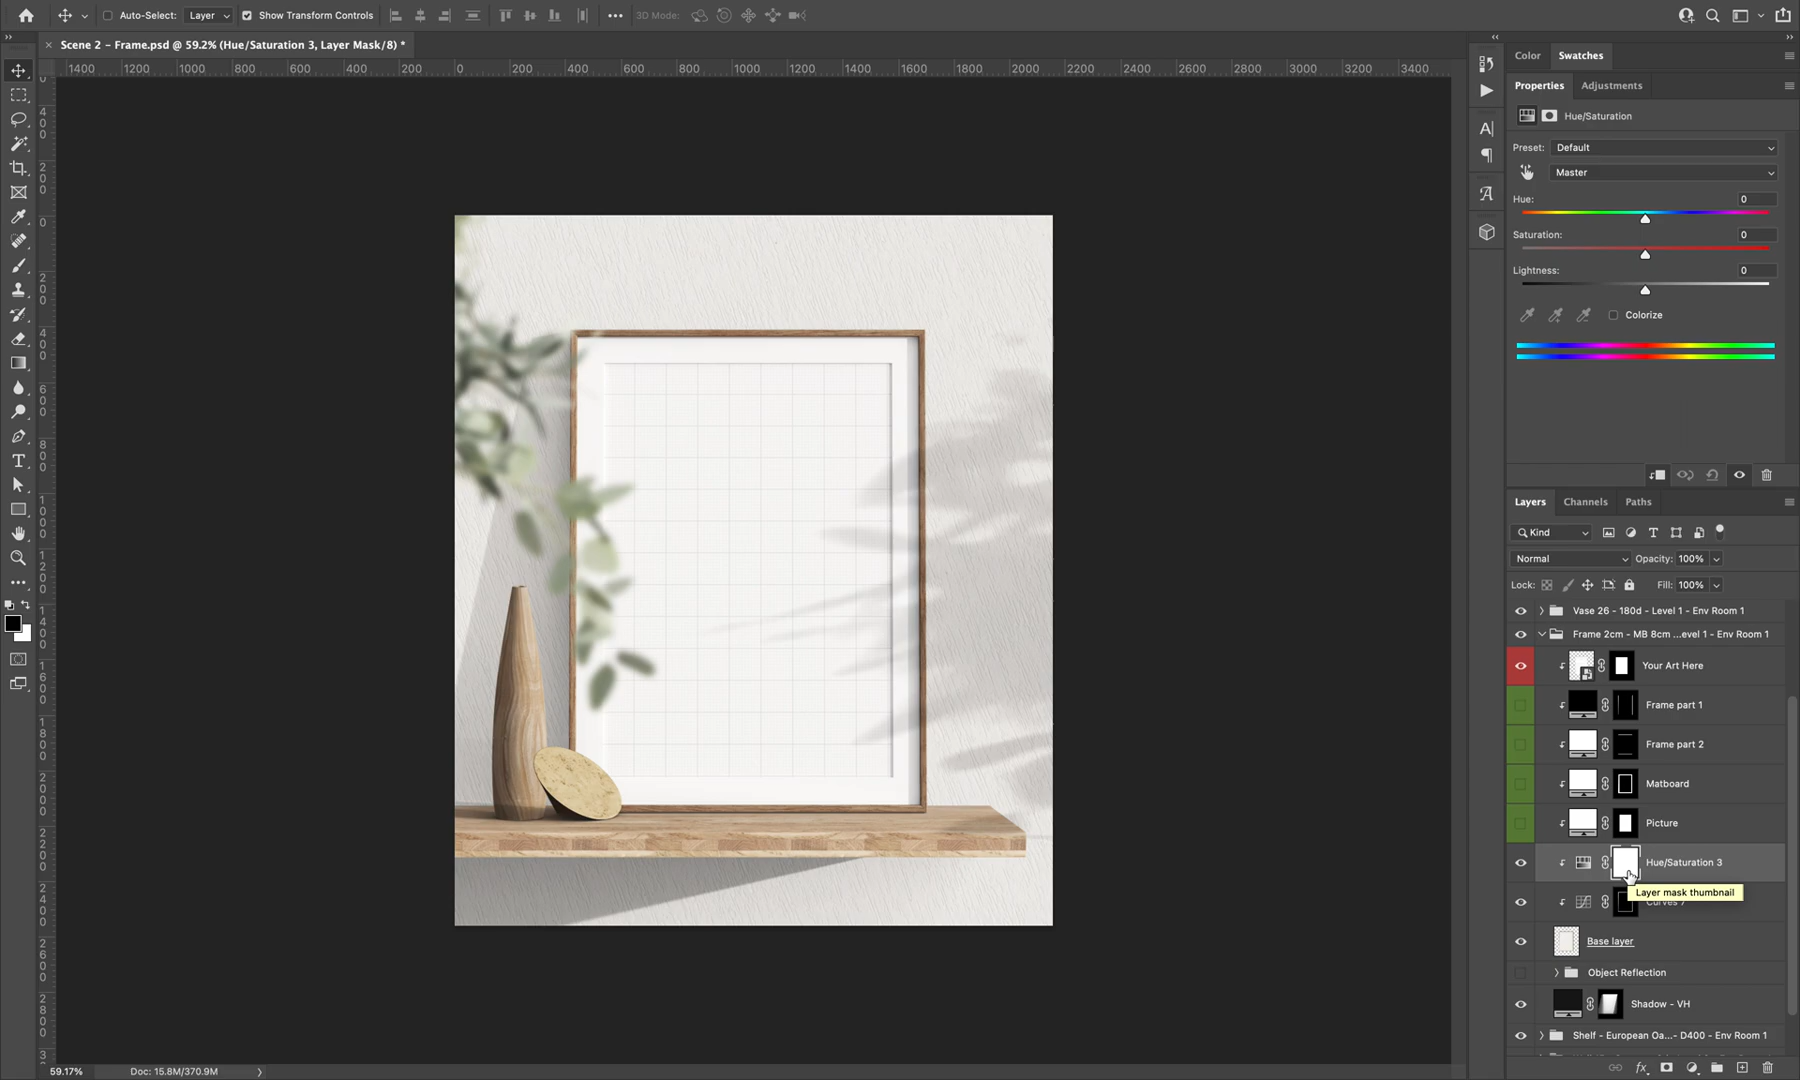 Auto-Select: Layer Show Transform Controls 3D Mode:
Scene 2 – Frame.psd @ 59.2% (Hue/Saturation 3, Layer Mask/8) *
1400 1200 1000 800 600 400 200 0 200 400 600 800 1000 1200 1400 1600 1800 2000 2200 2400 2600 2800 3000 3200 3400
Color Swatches
Properties Adjustments
Hue/Saturation
Preset: Default
Master
Hue: 0
Saturation: 0
Lightness: 0
Colorize
Layers Channels Paths
Kind
Normal Opacity: 100%
Lock: Fill: 100%
Vase 26 - 180d - Level 1 - Env Room 1
Frame 2cm - MB 8cm ...evel 1 - Env Room 1
Your Art Here
Frame part 1
Frame part 2
Matboard
Picture
Hue/Saturation 3
Layer mask thumbnail
Curves 7
Base layer
Object Reflection
Shadow - VH
Shelf - European Oa...- D400 - Env Room 1
59.17% Doc: 15.8M/370.9M